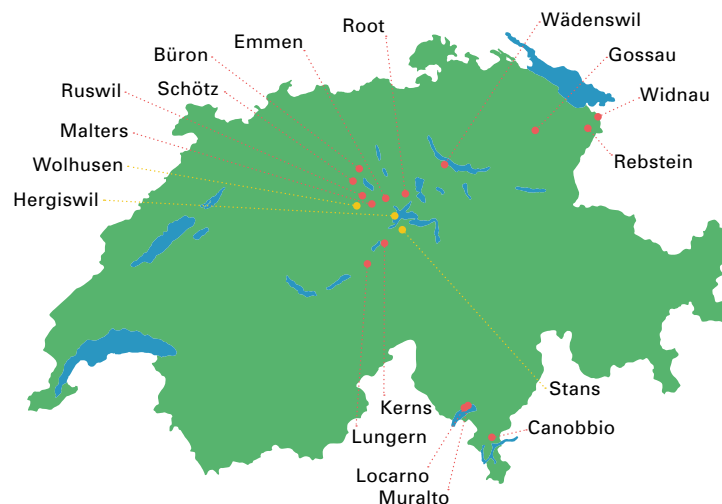 Root
Wädenswil
Emmen
Gossau
Büron
Schötz
Ruswil
Widnau
Malters
Rebstein
Wolhusen
Hergiswil
Stans
Kerns
Canobbio
Lungern
Locarno
Muralto